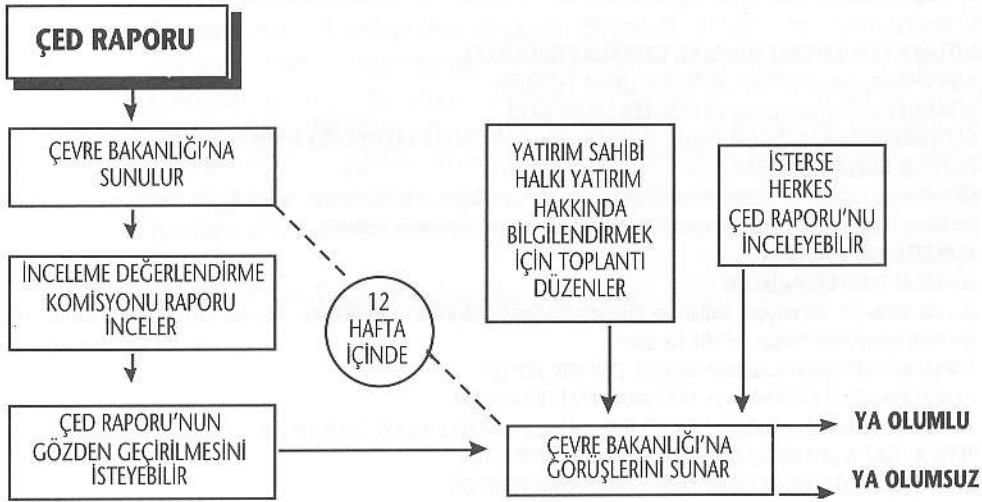 ÇED RAPORU
ÇEVRE BAKANLIĞI'NA
SUNULUR
İNCELEME DEĞERLENDİRME
KOMİSYONU RAPORU
İNCELER
ÇED RAPORU'NUN
GÖZDEN GEÇİRİLMESİNİ
İSTEYEBİLİR
12
HAFTA
İÇİNDE
YATIRIM SAHİBİ
HALKI YATIRIM
HAKKINDA
BİLGİLENDİRMEK
İÇİN TOPLANTI
DÜZENLER
İSTERSE
HERKES
ÇED RAPORU'NU
İNCELEYEBİLİR
ÇEVRE BAKANLIĞI'NA
GÖRÜŞLERİNİ SUNAR
YA OLUMLU
YA OLUMSUZ